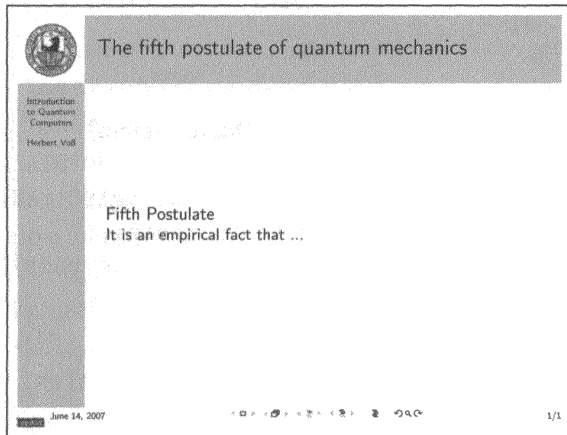 The fifth postulate of quantum mechanics
Introduction
to Quantum
Computers
Herbert Voß
Fifth Postulate
It is an empirical fact that ...
June 14, 2007
1/1